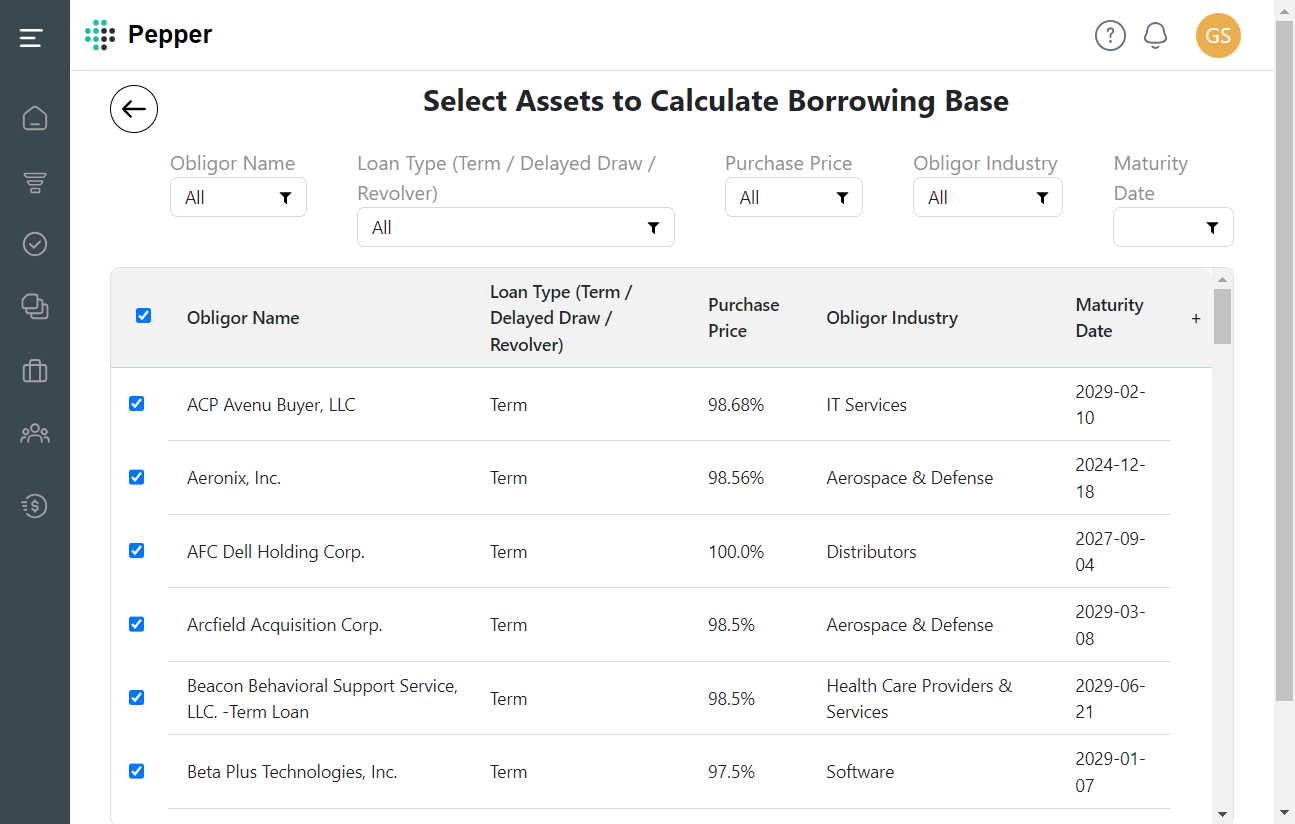 Pepper
?
GS
Select Assets to Calculate Borrowing Base
Obligor Name
All
Loan Type (Term / Delayed Draw /
Revolver)
All
Purchase Price
All
Obligor Industry
All
Maturity
Date
Obligor Name
Loan Type (Term /
Delayed Draw /
Revolver)
Purchase
Price
Obligor Industry
Maturity
Date
+
ACP Avenu Buyer, LLC
Term
98.68%
IT Services
2029-02-
10
Aeronix, Inc.
Term
98.56%
Aerospace & Defense
2024-12-
18
AFC Dell Holding Corp.
Term
100.0%
Distributors
2027-09-
04
Arcfield Acquisition Corp.
Term
98.5%
Aerospace & Defense
2029-03-
08
Beacon Behavioral Support Service,
LLC. -Term Loan
Term
98.5%
Health Care Providers &
Services
2029-06-
21
Beta Plus Technologies, Inc.
Term
97.5%
Software
2029-01-
07